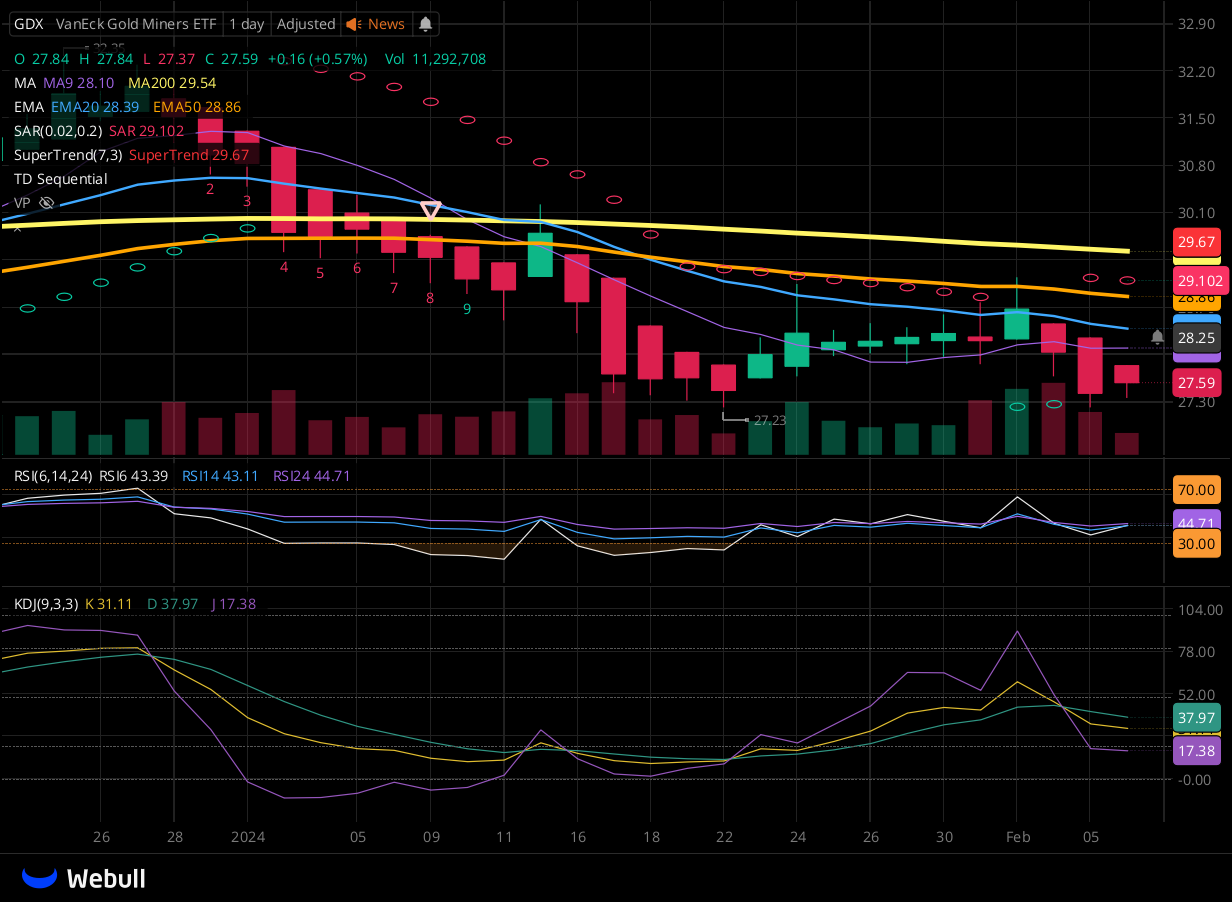 GDX VanEck Gold Miners ETF 1 day Adjusted News
O 27.84 H 27.84 L 27.37 C 27.59 +0.16 (+0.57%) Vol 11,292,708
MA MA9 28.10 MA200 29.54
EMA EMA20 28.39 EMA50 28.86
SAR(0.02,0.2) SAR 29.102
SuperTrend(7,3) SuperTrend 29.67
TD Sequential
VP
32.90
32.20
31.50
30.80
30.10
29.67
29.102
28.86
28.25
27.59
27.30
2
3
4
5
6
7
8
9
27.23
RSI(6,14,24) RSI6 43.39 RSI14 43.11 RSI24 44.71
70.00
44.71
30.00
KDJ(9,3,3) K 31.11 D 37.97 J 17.38
104.00
78.00
52.00
37.97
17.38
-0.00
26 28 2024 05 09 11 16 18 22 24 26 30 Feb 05
Webull